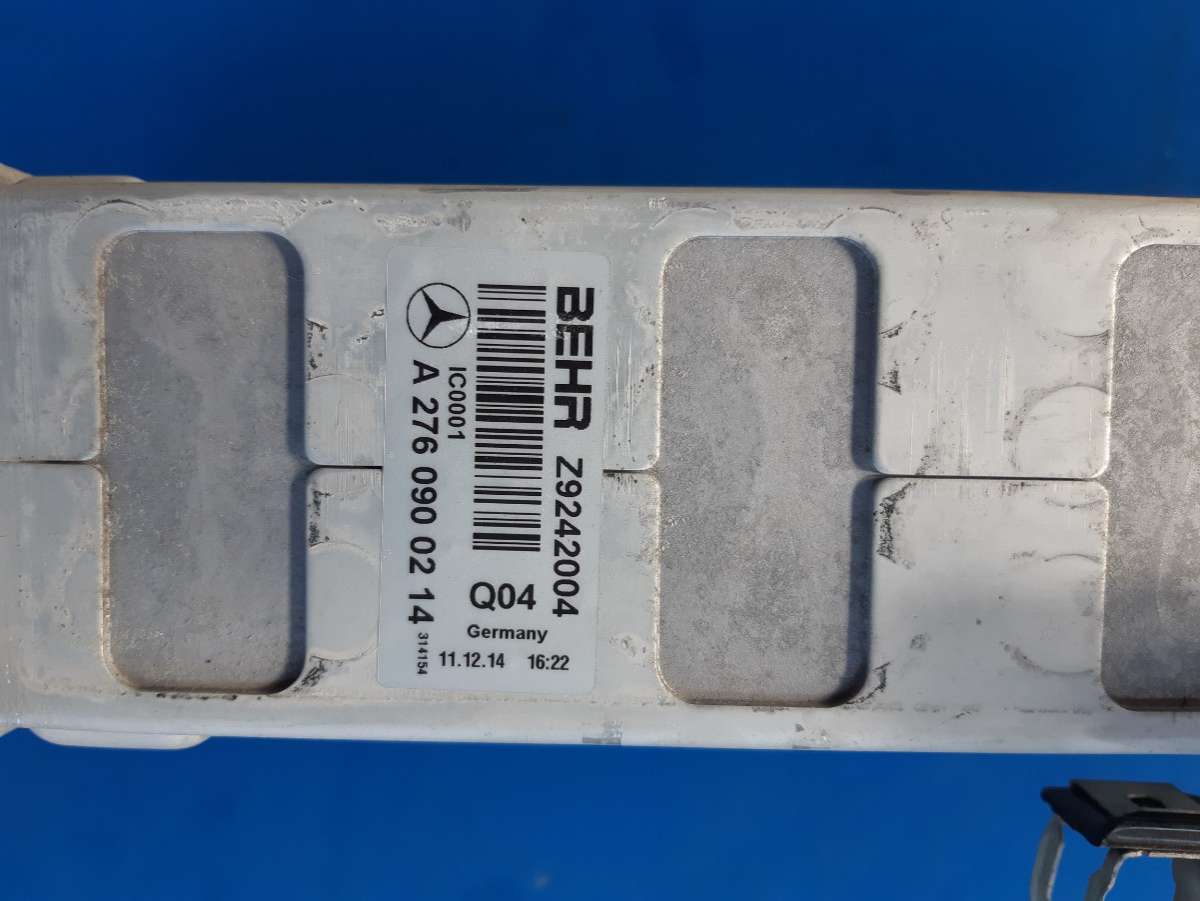 BEHR Z9242004
Q04
Germany
11.12.14 16:22
IC0001
A 276 090 02 14
314154